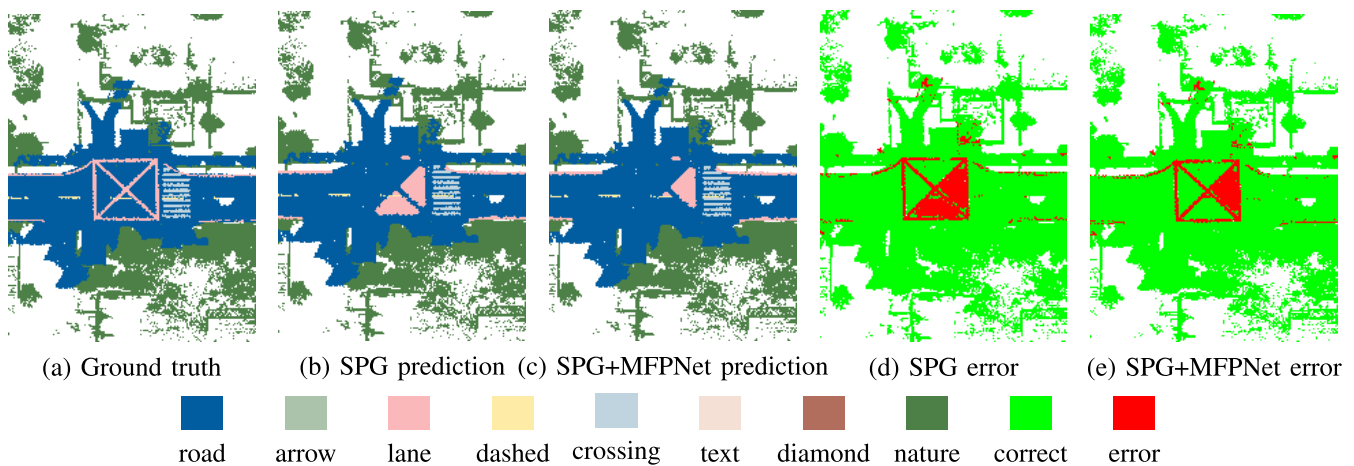 (a) Ground truth (b) SPG prediction (c) SPG+MFPNet prediction (d) SPG error (e) SPG+MFPNet error
road arrow lane dashed crossing text diamond nature correct error